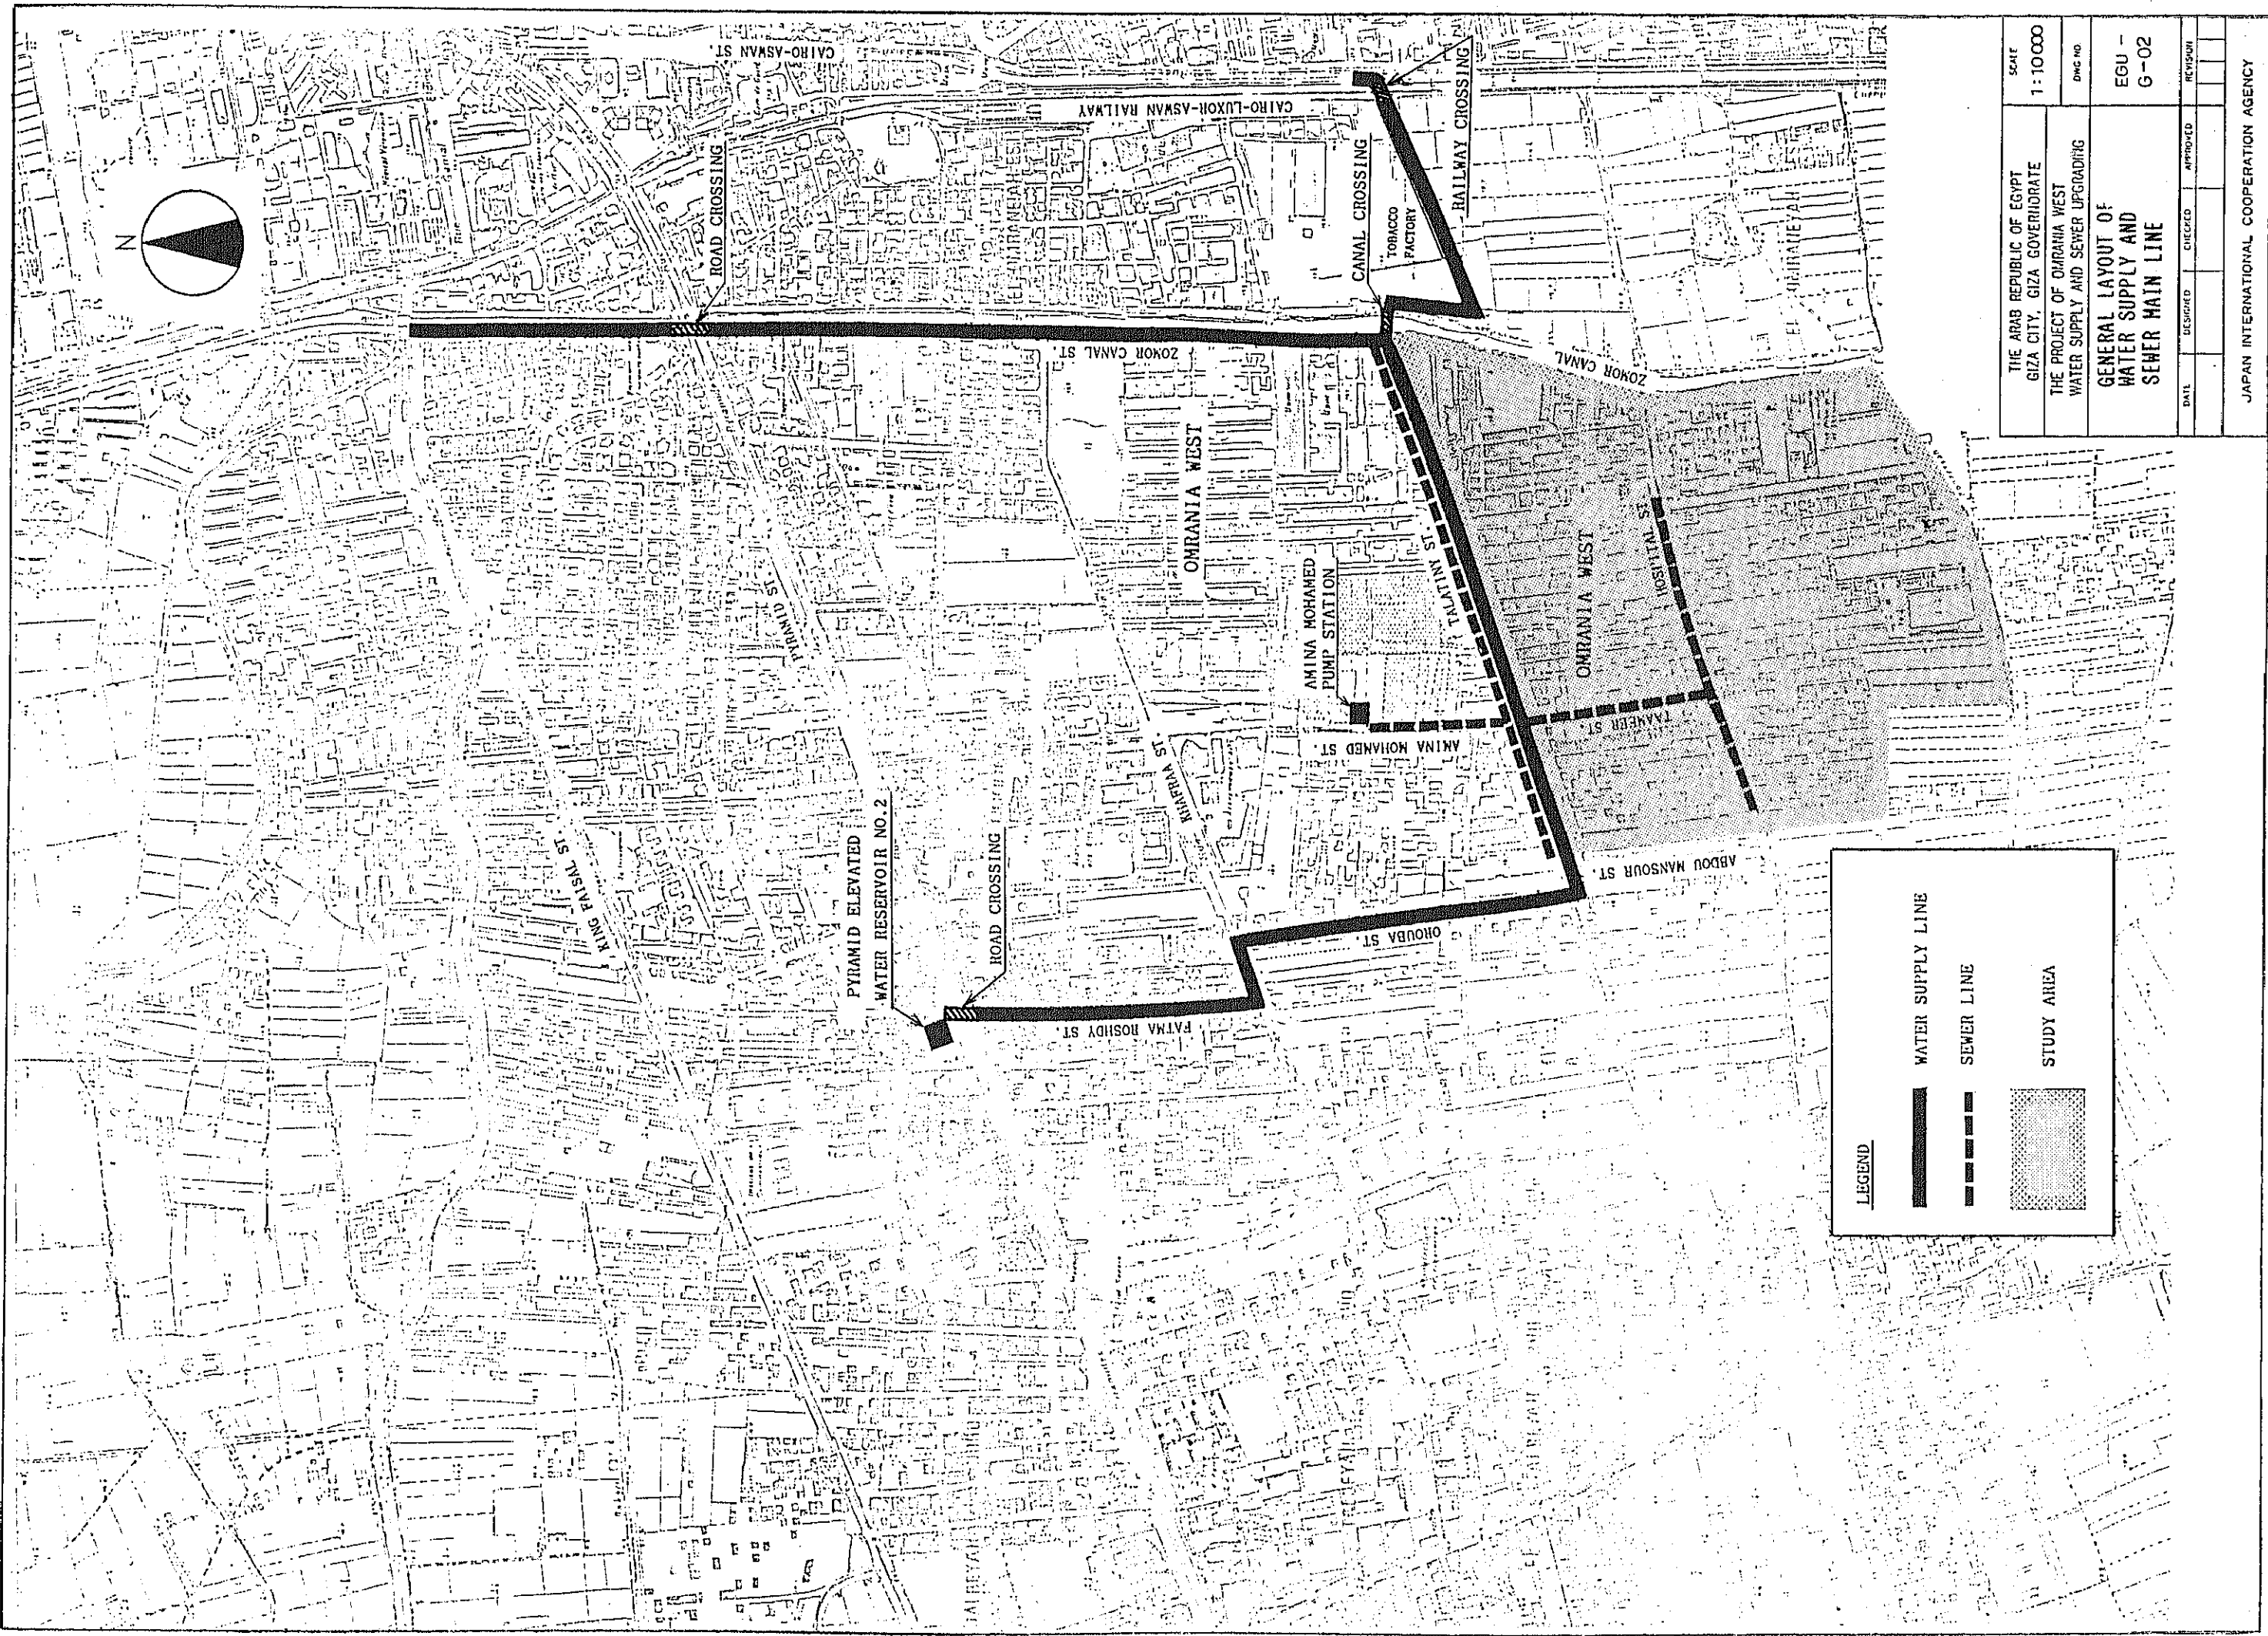 N
CAIRO-ASWAN ST.
CAIRO-LUXOR-ASWAN RAILWAY
ROAD CROSSING
RAILWAY CROSSING
CANAL CROSSING
TOBACCO
FACTORY
ZOMOR CANAL ST.
ZOMOR CANAL
PYRAMID ST.
PYRAMID ST.
KING FAISAL ST.
OMRANIA WEST
OMRANIA WEST
AMINA MOHAMED
PUMP STATION
TALATINY ST.
HOSPITAL ST.
TAAMEER ST.
AMINA MOHAMED ST.
PYRAMID ELEVATED
WATER RESERVOIR NO.2
ROAD CROSSING
FATMA ROSHDY ST.
OROUBA ST.
ABDOU MANSOUR ST.
LEGEND
WATER SUPPLY LINE
SEWER LINE
STUDY AREA
THE ARAB REPUBLIC OF EGYPT
GIZA CITY, GIZA GOVERNORATE
THE PROJECT OF OMRANIA WEST
WATER SUPPLY AND SEWER UPGRADING
GENERAL LAYOUT OF
WATER SUPPLY AND
SEWER MAIN LINE
SCALE
1:10000
DWG NO
EGU -
G-02
DATE
DESIGNED
CHECKED
APPROVED
REVISION
JAPAN INTERNATIONAL COOPERATION AGENCY